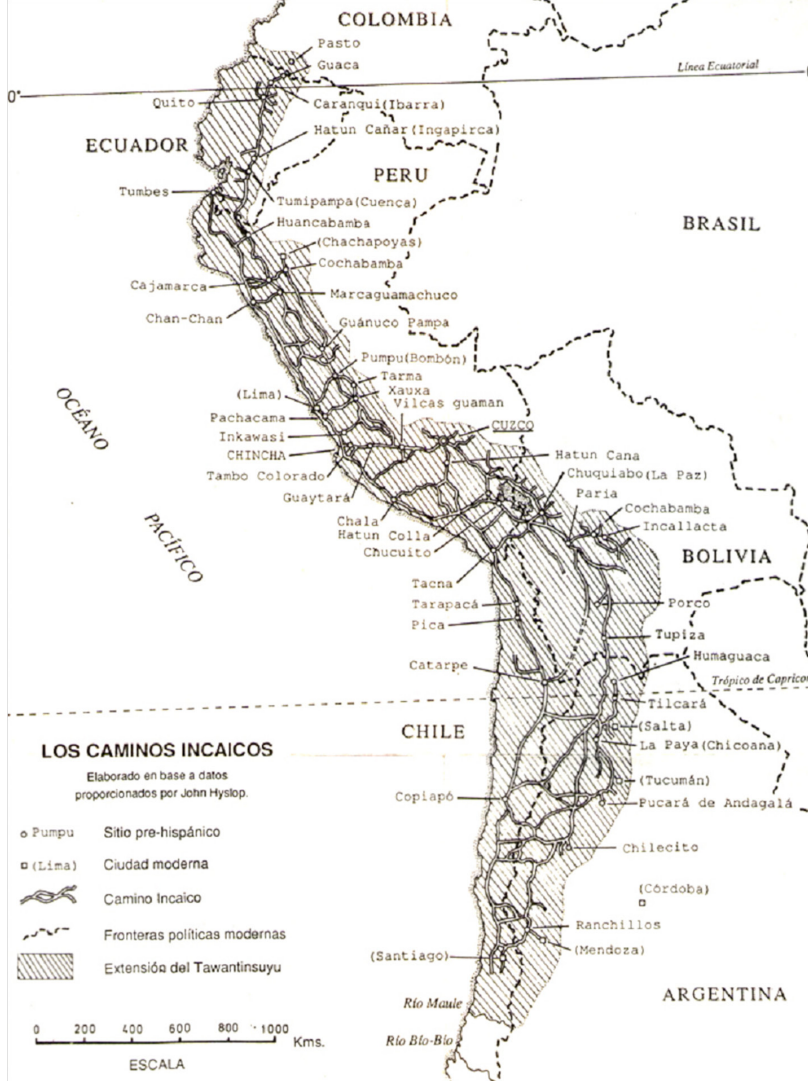 COLOMBIA
Pasto
Guaca
Línea Ecuatorial
0°
Quito
Caranqui(Ibarra)
ECUADOR
Hatun Cañar(Ingapirca)
PERU
Tumbes
Tumipampa(Cuenca)
Huancabamba
BRASIL
(Chachapoyas)
Cochabamba
Cajamarca
Marcaguamachuco
Chan-Chan
Guánuco Pampa
Pumpu(Bombón)
Tarma
(Lima)
Xauxa
Vilcas guaman
OCÉANO
Pachacama
CUZCO
Inkawasi
CHINCHA
Hatun Cana
Tambo Colorado
Chuquiabo(La Paz)
Guaytará
Paria
Cochabamba
Chala
Incallacta
Hatun Colla
PACÍFICO
Chucuito
BOLIVIA
Tacna
Tarapacá
Porco
Pica
Tupiza
Humaguaca
Catarpe
Trópico de Capricor
Tilcará
CHILE
(Salta)
La Paya(Chicoana)
LOS CAMINOS INCAICOS
Elaborado en base a datos
proporcionados por John Hyslop.
(Tucumán)
Copiapó
Pucará de Andagalá
Pumpu
Sitio pre-hispánico
Chilecito
(Lima)
Ciudad moderna
(Córdoba)
Camino Incaico
Ranchillos
Fronteras políticas modernas
(Mendoza)
(Santiago)
Extensión del Tawantinsuyu
ARGENTINA
Río Maule
0 200 400 600 800 1000
Kms.
Río Bío-Bío
ESCALA